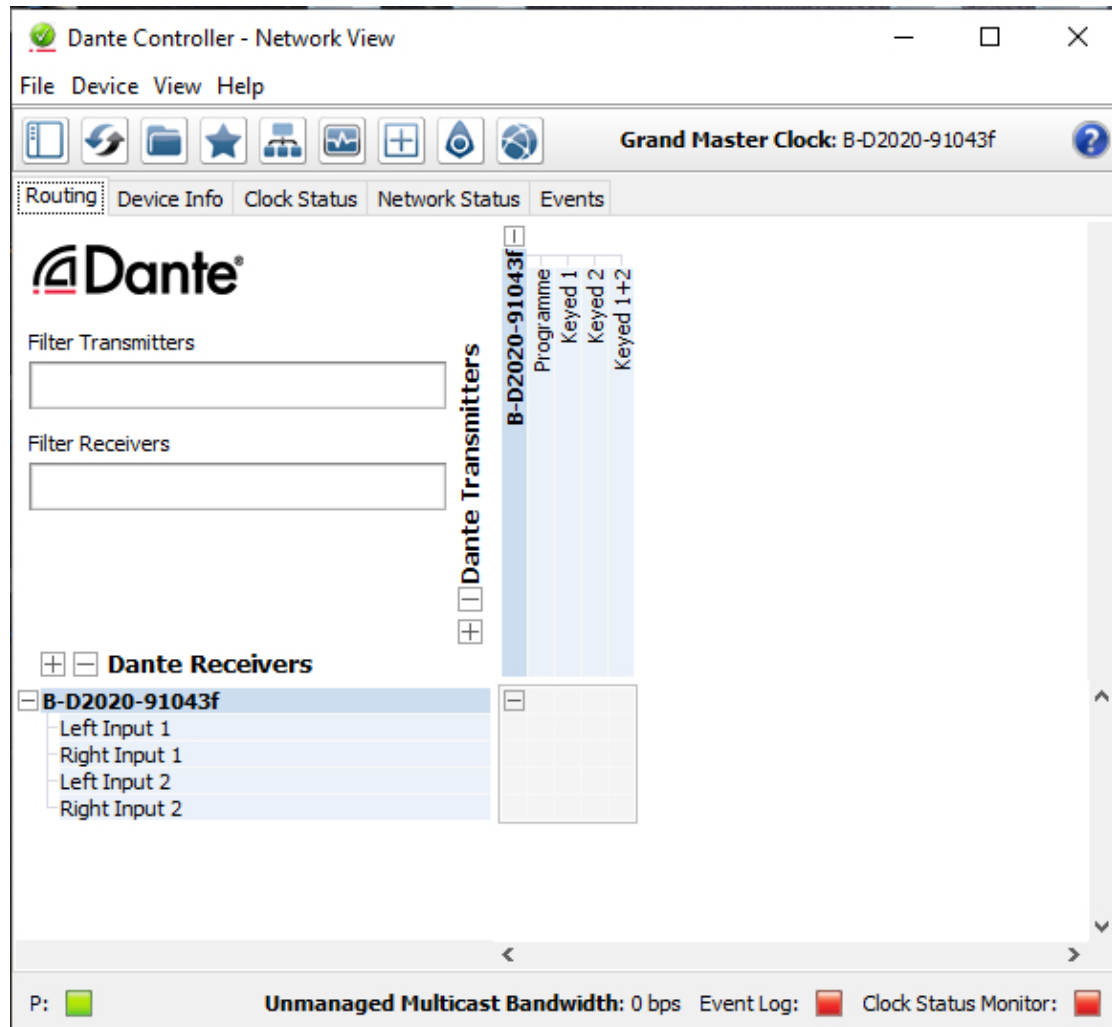 Dante Controller - Network View
File Device View Help
Grand Master Clock: B-D2020-91043f
Routing Device Info Clock Status Network Status Events
Dante®
Filter Transmitters
Filter Receivers
Dante Transmitters
B-D2020-91043f
Programme
Keyed 1
Keyed 2
Keyed 1+2
Dante Receivers
B-D2020-91043f
Left Input 1
Right Input 1
Left Input 2
Right Input 2
P: Unmanaged Multicast Bandwidth: 0 bps Event Log: Clock Status Monitor: